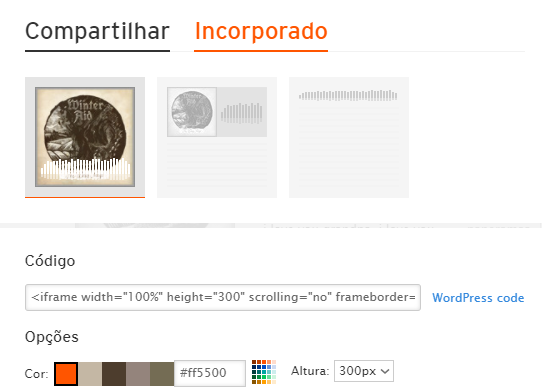 Compartilhar Incorporado
Winter
Aid
Código
<iframe width="100%" height="300" scrolling="no" frameborder= WordPress code
Opções
Cor: #ff5500 Altura: 300px